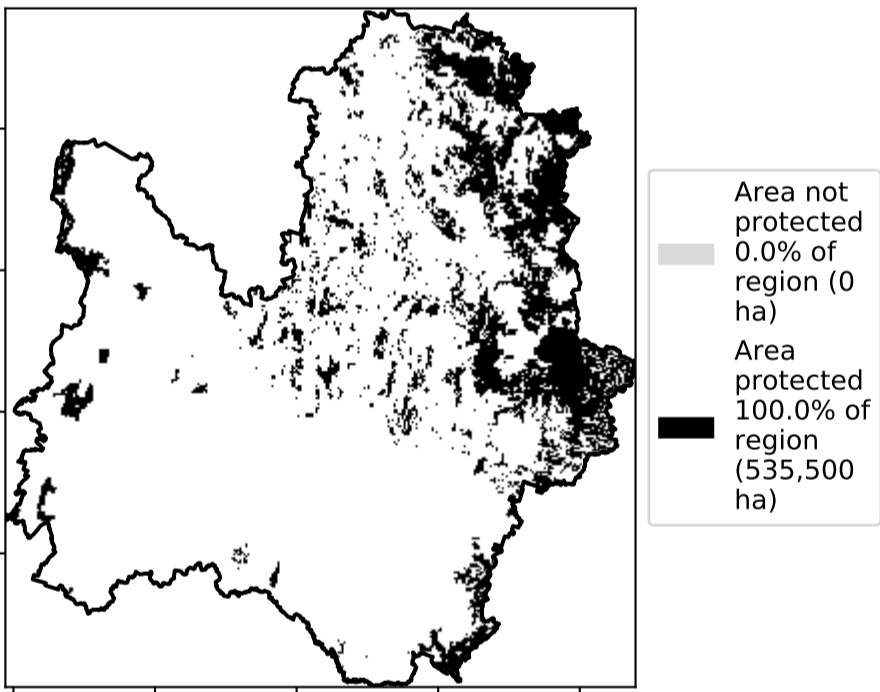 Area not
protected
0.0% of
region (0
ha)
Area
protected
100.0% of
region
(535,500
ha)